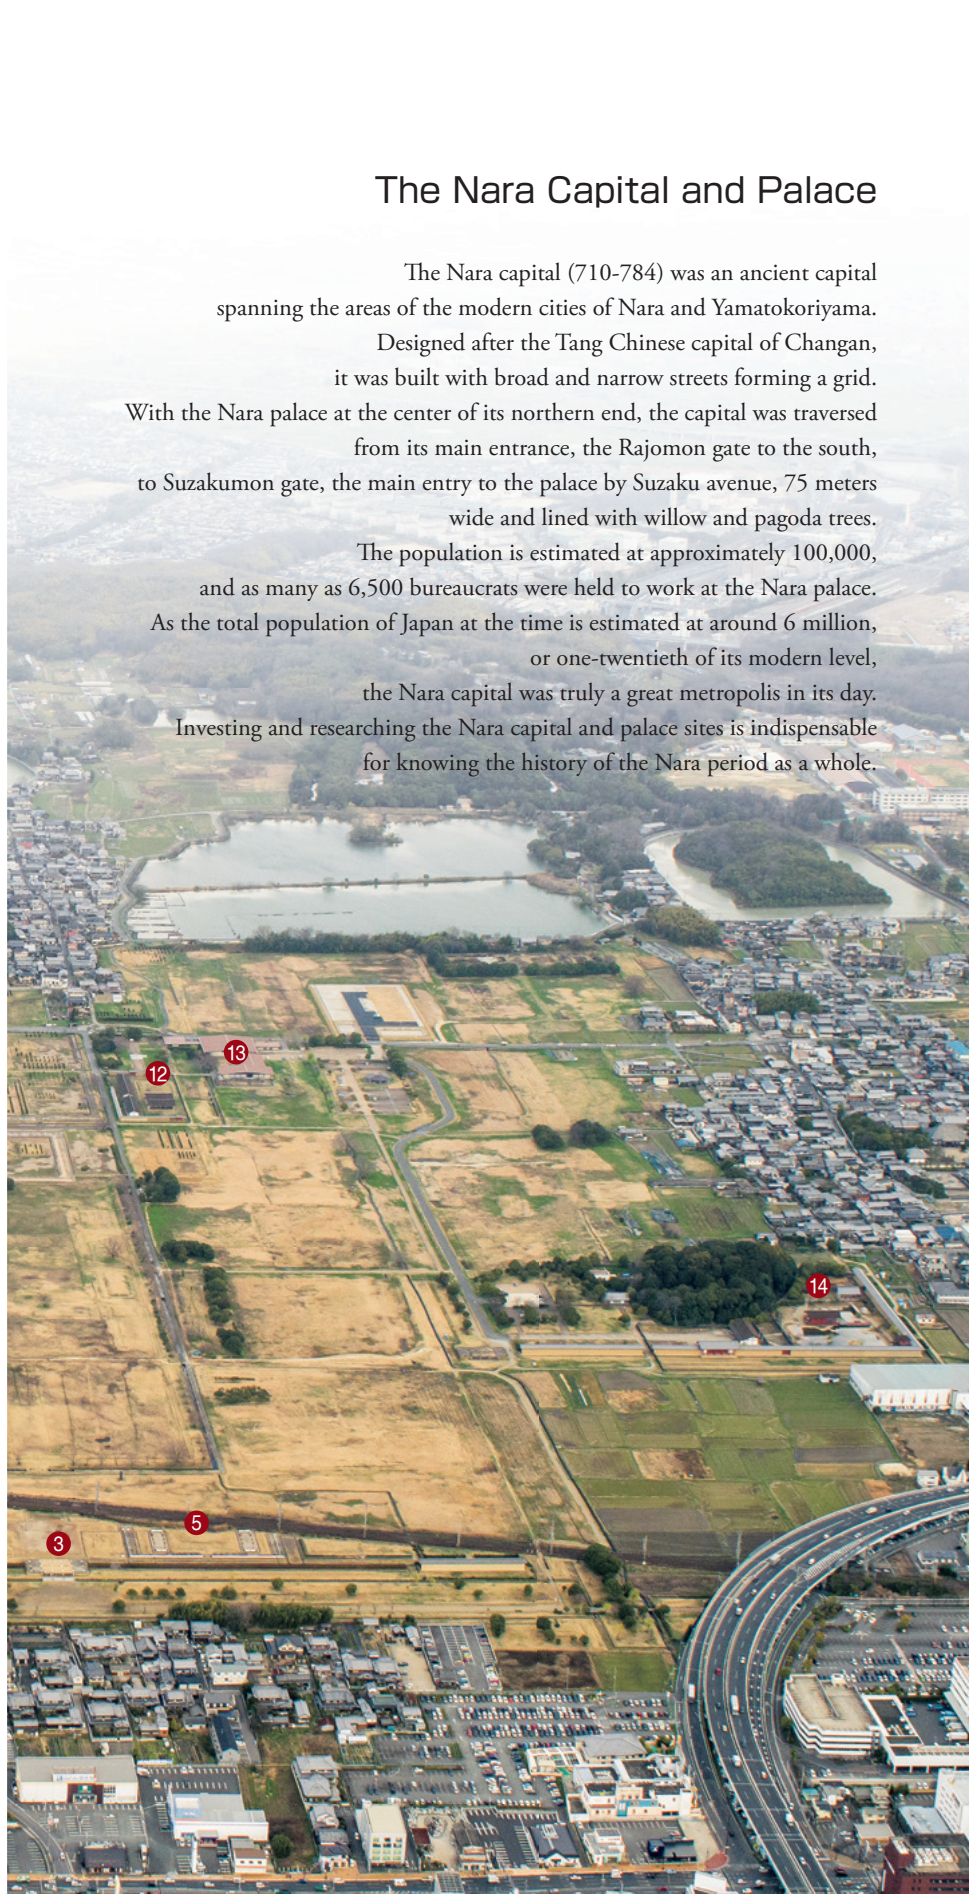 The Nara Capital and Palace
The Nara capital (710-784) was an ancient capital
spanning the areas of the modern cities of Nara and Yamatokoriyama.
Designed after the Tang Chinese capital of Changan,
it was built with broad and narrow streets forming a grid.
With the Nara palace at the center of its northern end, the capital was traversed
from its main entrance, the Rajomon gate to the south,
to Suzakumon gate, the main entry to the palace by Suzaku avenue, 75 meters
wide and lined with willow and pagoda trees.
The population is estimated at approximately 100,000,
and as many as 6,500 bureaucrats were held to work at the Nara palace.
As the total population of Japan at the time is estimated at around 6 million,
or one-twentieth of its modern level,
the Nara capital was truly a great metropolis in its day.
Investing and researching the Nara capital and palace sites is indispensable
for knowing the history of the Nara period as a whole.
13
12
14
5
3